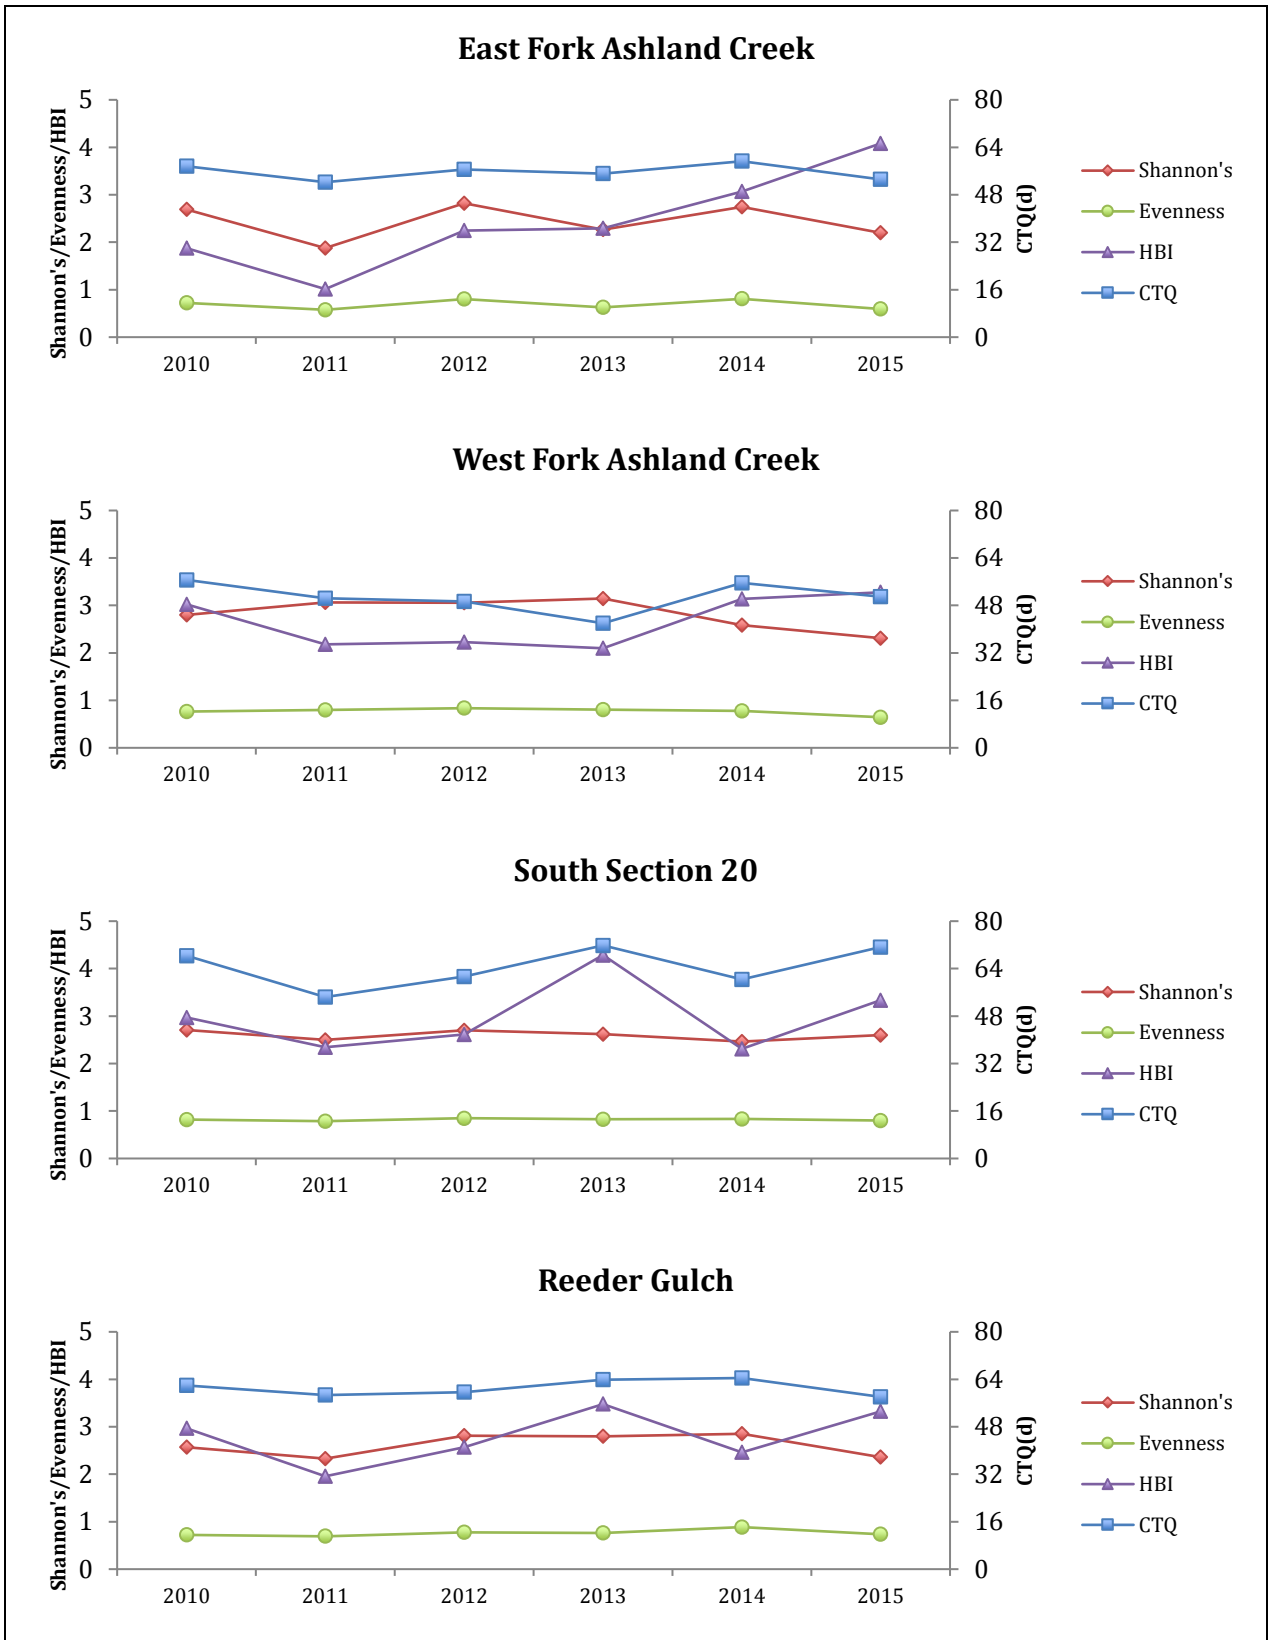 East Fork Ashland Creek
Shannon's/Evenness/HBI
5
4
3
2
1
0
80
64
48
32
16
0
CTQ(d)
2010 2011 2012 2013 2014 2015
Shannon's
Evenness
HBI
CTQ
West Fork Ashland Creek
Shannon's/Evenness/HBI
5
4
3
2
1
0
80
64
48
32
16
0
CTQ(d)
2010 2011 2012 2013 2014 2015
Shannon's
Evenness
HBI
CTQ
South Section 20
Shannon's/Evenness/HBI
5
4
3
2
1
0
80
64
48
32
16
0
CTQ(d)
2010 2011 2012 2013 2014 2015
Shannon's
Evenness
HBI
CTQ
Reeder Gulch
Shannon's/Evenness/HBI
5
4
3
2
1
0
80
64
48
32
16
0
CTQ(d)
2010 2011 2012 2013 2014 2015
Shannon's
Evenness
HBI
CTQ